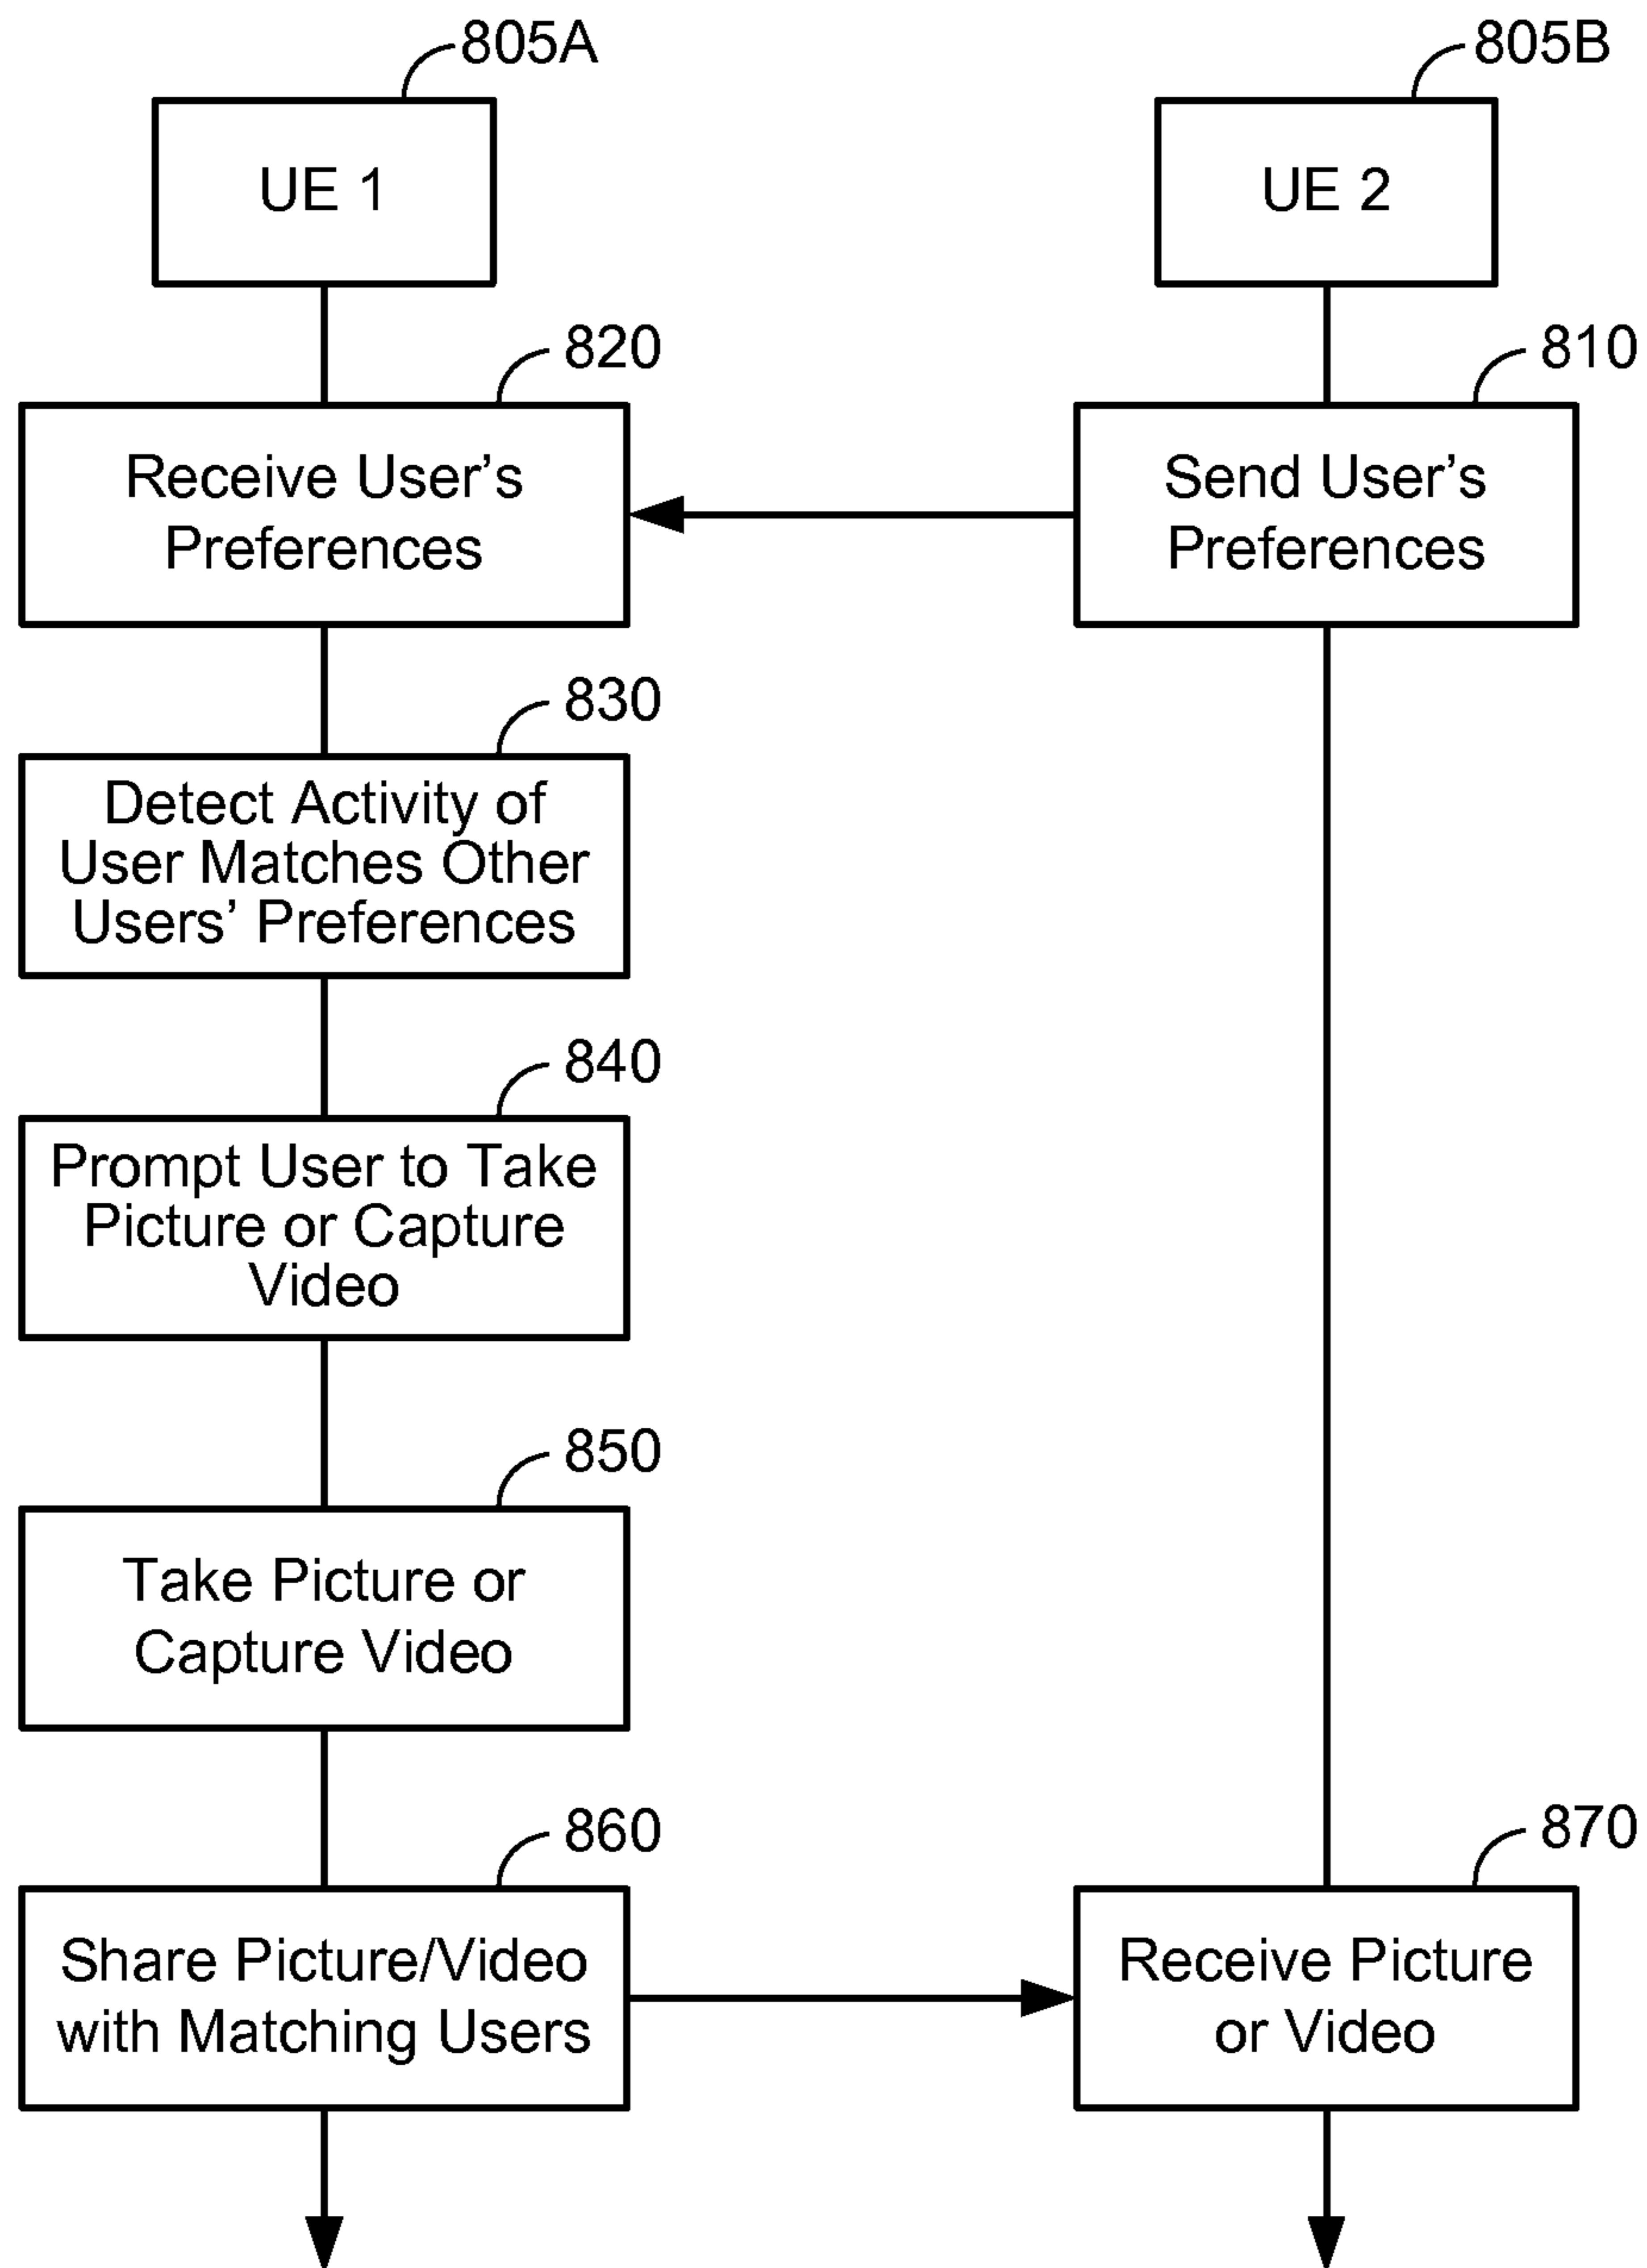 805A
805B
UE 1
UE 2
820
810
Receive User’s
Preferences
Send User’s
Preferences
830
Detect Activity of
User Matches Other
Users’ Preferences
840
Prompt User to Take
Picture or Capture
Video
850
Take Picture or
Capture Video
860
870
Share Picture/Video
with Matching Users
Receive Picture
or Video